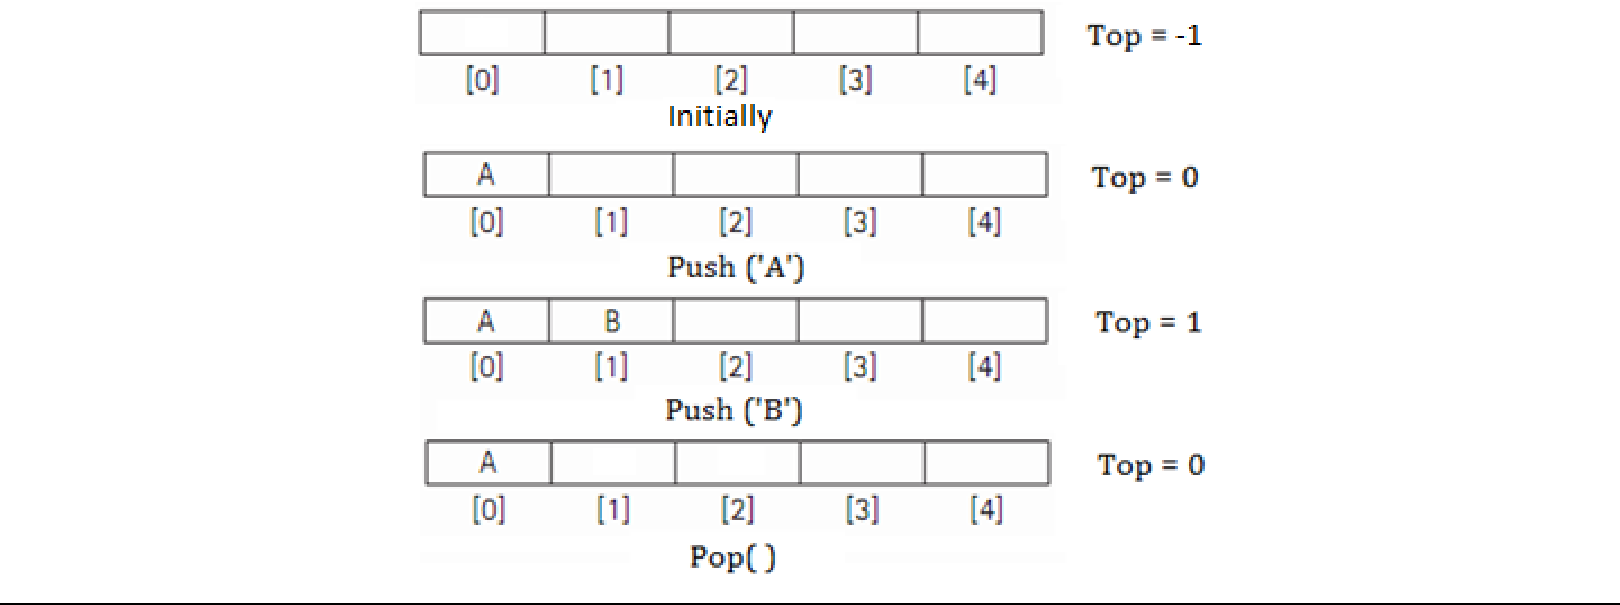 Top = -1
[0] [1] [2] [3] [4]
Initially
A Top = 0
[0] [1] [2] [3] [4]
Push ('A')
A B Top = 1
[0] [1] [2] [3] [4]
Push ('B')
A Top = 0
[0] [1] [2] [3] [4]
Pop( )